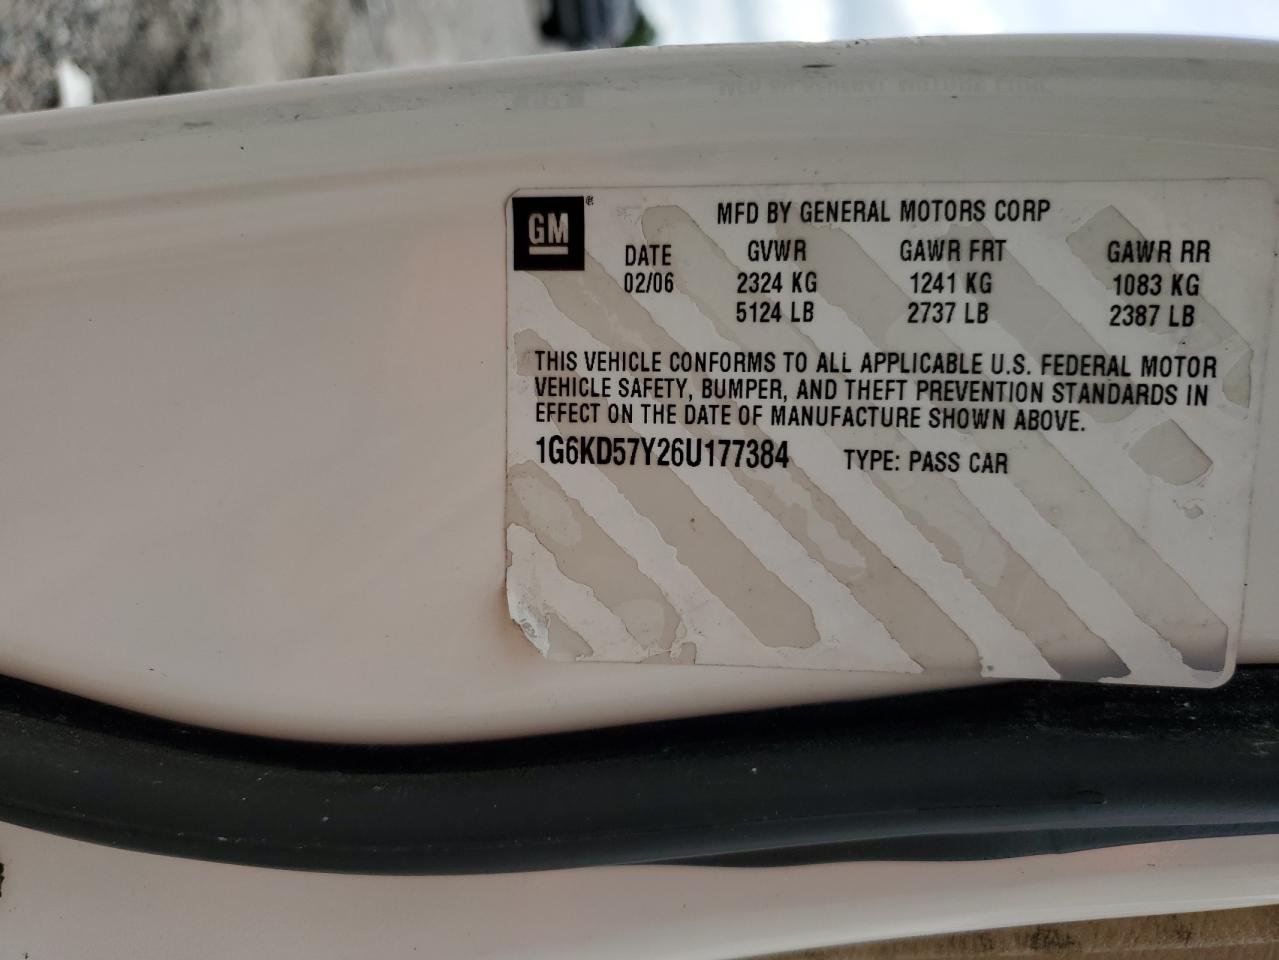 GM®
MFD BY GENERAL MOTORS CORP
DATE GVWR GAWR FRT GAWR RR
02/06 2324 KG 1241 KG 1083 KG
5124 LB 2737 LB 2387 LB
THIS VEHICLE CONFORMS TO ALL APPLICABLE U.S. FEDERAL MOTOR
VEHICLE SAFETY, BUMPER, AND THEFT PREVENTION STANDARDS IN
EFFECT ON THE DATE OF MANUFACTURE SHOWN ABOVE.
1G6KD57Y26U177384 TYPE: PASS CAR